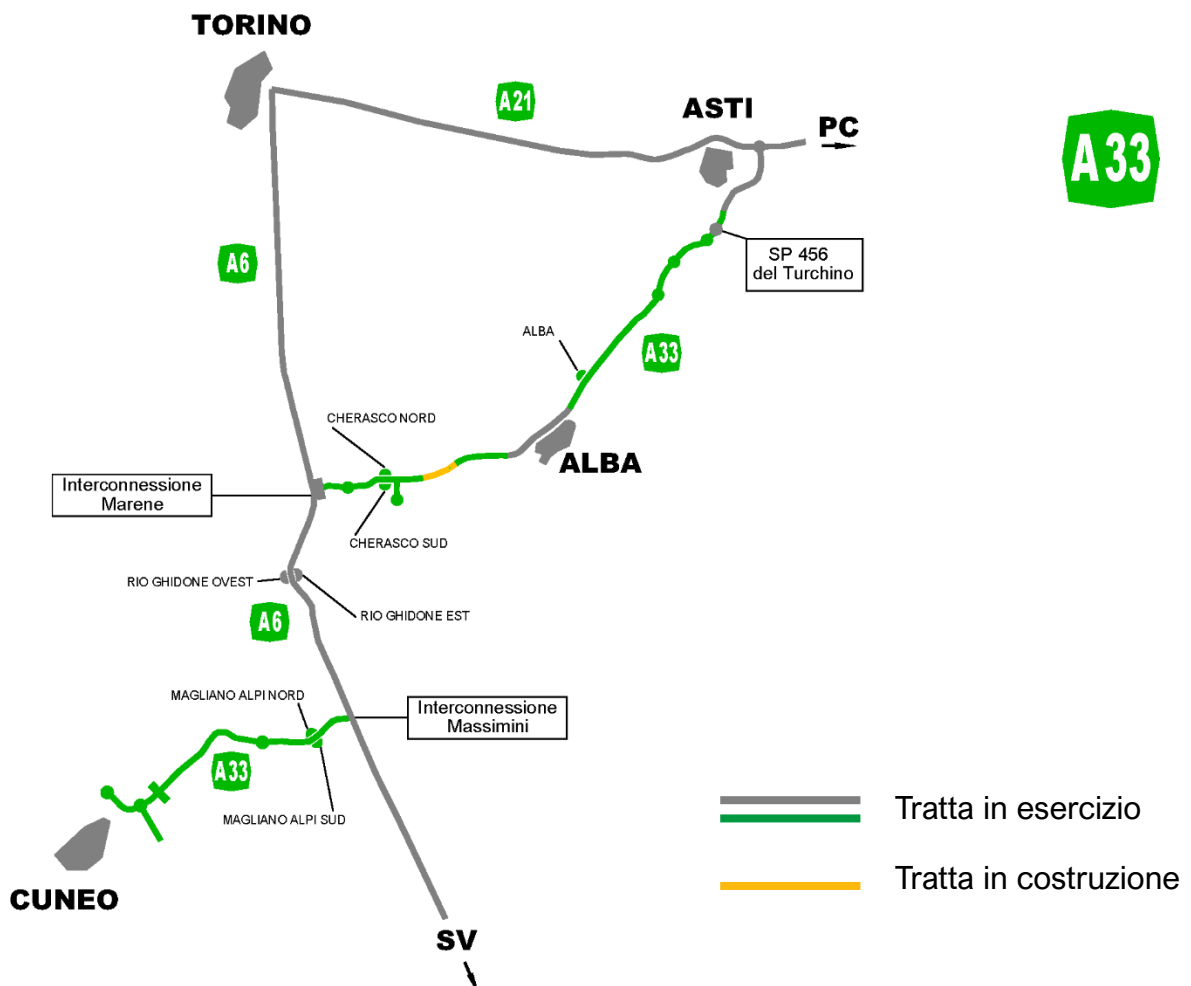 TORINO
A21
ASTI
PC
A33
A6
SP 456
del Turchino
ALBA
A33
CHERASCO NORD
ALBA
Interconnessione
Marene
CHERASCO SUD
RIO GHIDONE OVEST
RIO GHIDONE EST
A6
MAGLIANO ALPI NORD
Interconnessione
Massimini
A33
MAGLIANO ALPI SUD
Tratta in esercizio
Tratta in costruzione
CUNEO
SV